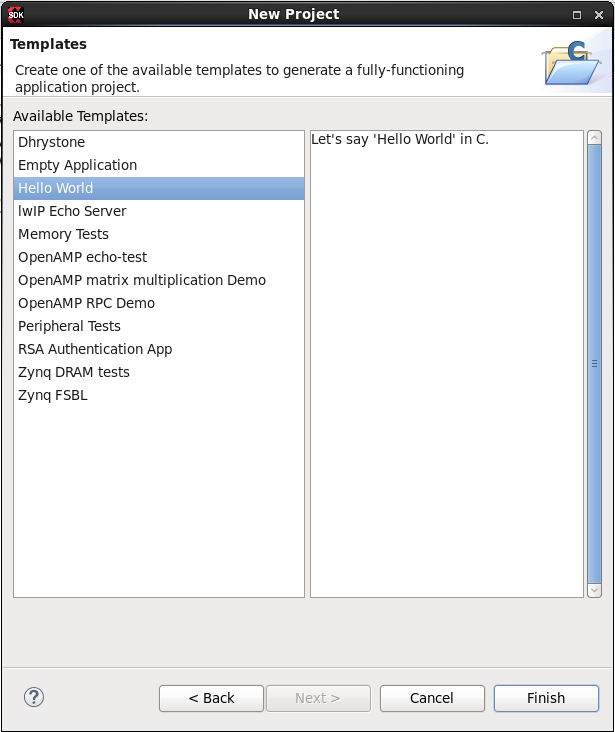 SDK
New Project
Templates
Create one of the available templates to generate a fully-functioning
application project.
C
Available Templates:
Dhrystone
Empty Application
Hello World
lwIP Echo Server
Memory Tests
OpenAMP echo-test
OpenAMP matrix multiplication Demo
OpenAMP RPC Demo
Peripheral Tests
RSA Authentication App
Zynq DRAM tests
Zynq FSBL
Let's say 'Hello World' in C.
?
< Back
Next >
Cancel
Finish